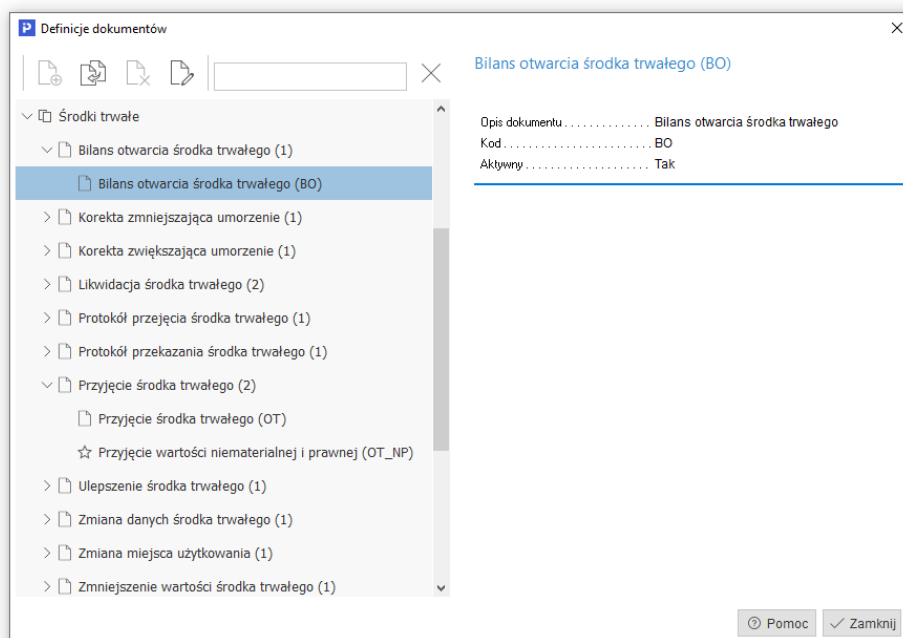 Definicje dokumentów
Bilans otwarcia środka trwałego (BO)
Opis dokumentu . . . . . . . . . . . . . . Bilans otwarcia środka trwałego
Kod . . . . . . . . . . . . . . . . . . . . . . . . BO
Aktywny . . . . . . . . . . . . . . . . . . . . Tak
Środki trwałe
Bilans otwarcia środka trwałego (1)
Bilans otwarcia środka trwałego (BO)
Korekta zmniejszająca umorzenie (1)
Korekta zwiększająca umorzenie (1)
Likwidacja środka trwałego (2)
Protokół przejęcia środka trwałego (1)
Protokół przekazania środka trwałego (1)
Przyjęcie środka trwałego (2)
Przyjęcie środka trwałego (OT)
Przyjęcie wartości niematerialnej i prawnej (OT_NP)
Ulepszenie środka trwałego (1)
Zmiana danych środka trwałego (1)
Zmiana miejsca użytkowania (1)
Zmniejszenie wartości środka trwałego (1)
Pomoc
Zamknij